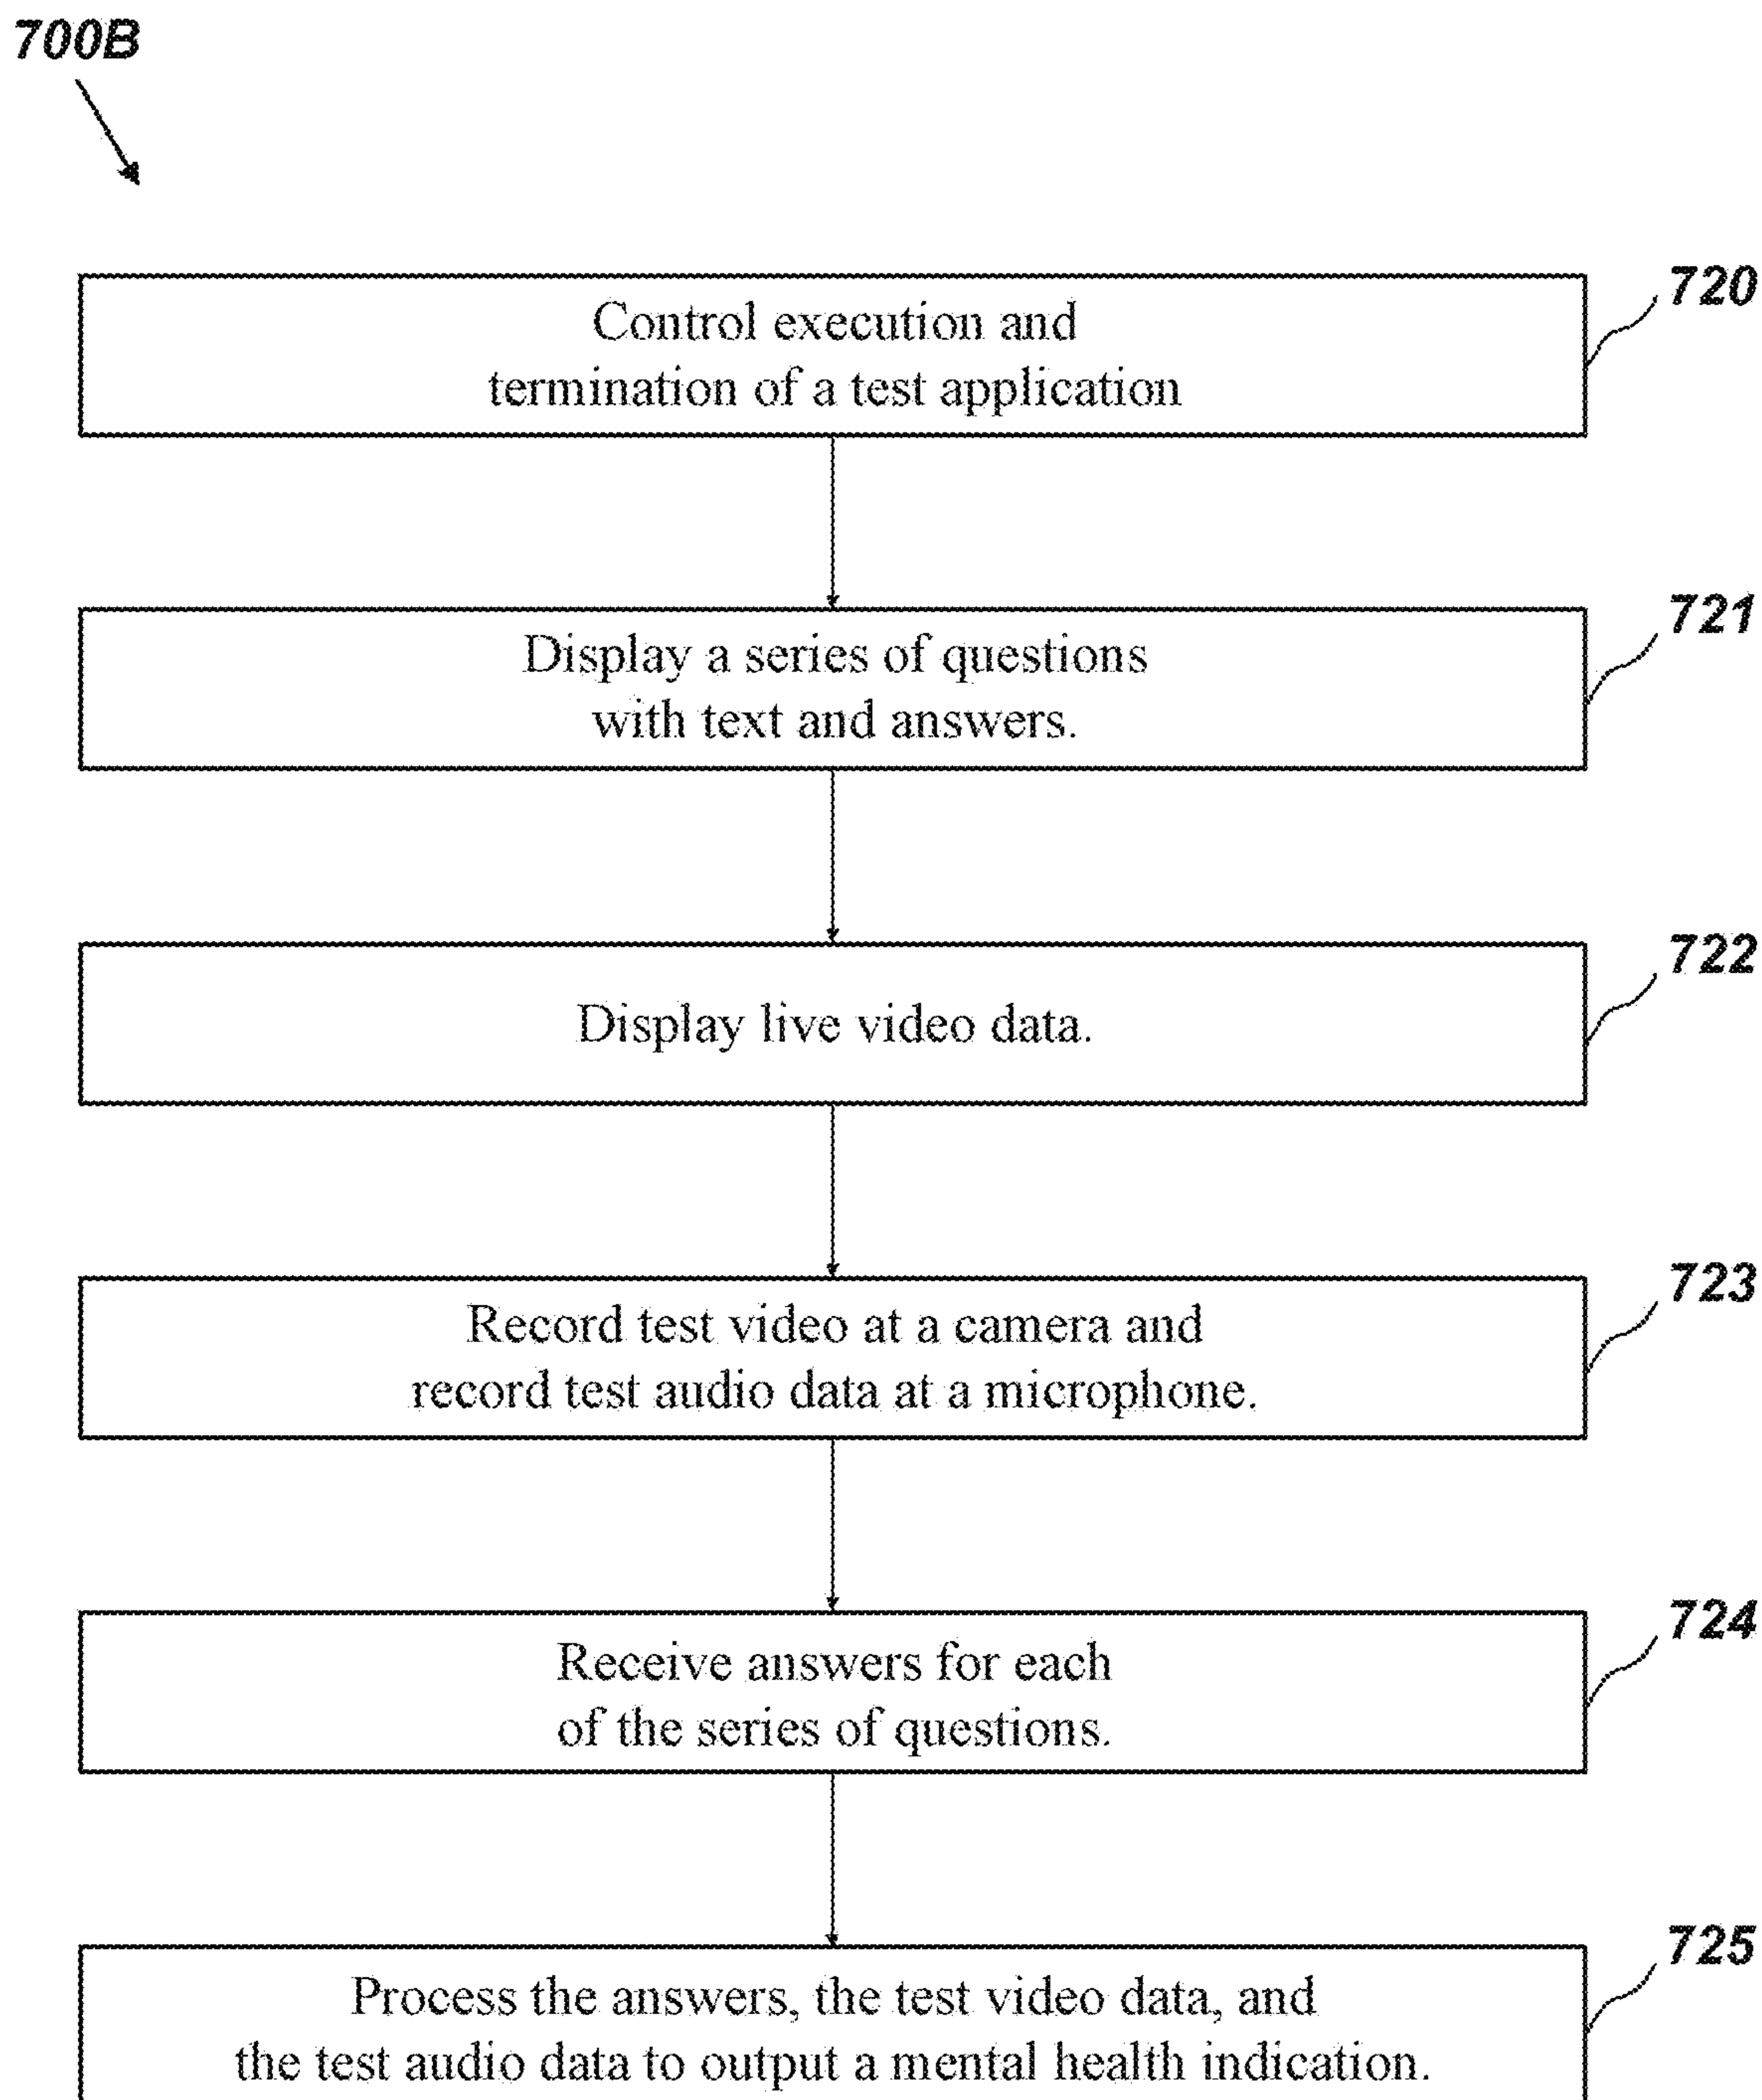 700B
720
Control execution and
termination of a test application
721
Display a series of questions
with text and answers.
722
Display live video data.
723
Record test video at a camera and
record test audio data at a microphone.
724
Receive answers for each
of the series of questions.
725
Process the answers, the test video data, and
the test audio data to output a mental health indication.